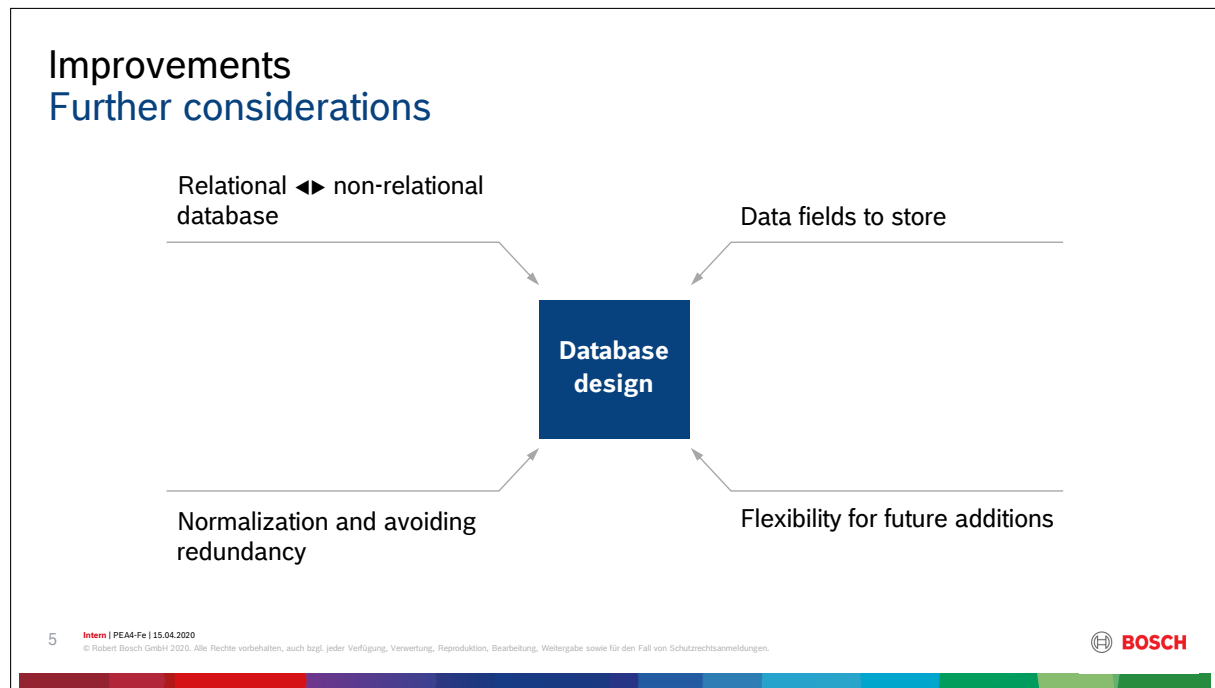 Improvements
Further considerations
Relational ◂▸ non-relational
database
Data fields to store
Database
design
Normalization and avoiding
redundancy
Flexibility for future additions
5
Intern | PEA4-Fe | 15.04.2020
© Robert Bosch GmbH 2020. Alle Rechte vorbehalten, auch bzgl. jeder Verfügung, Verwertung, Reproduktion, Bearbeitung, Weitergabe sowie für den Fall von Schutzrechtsanmeldungen.
BOSCH